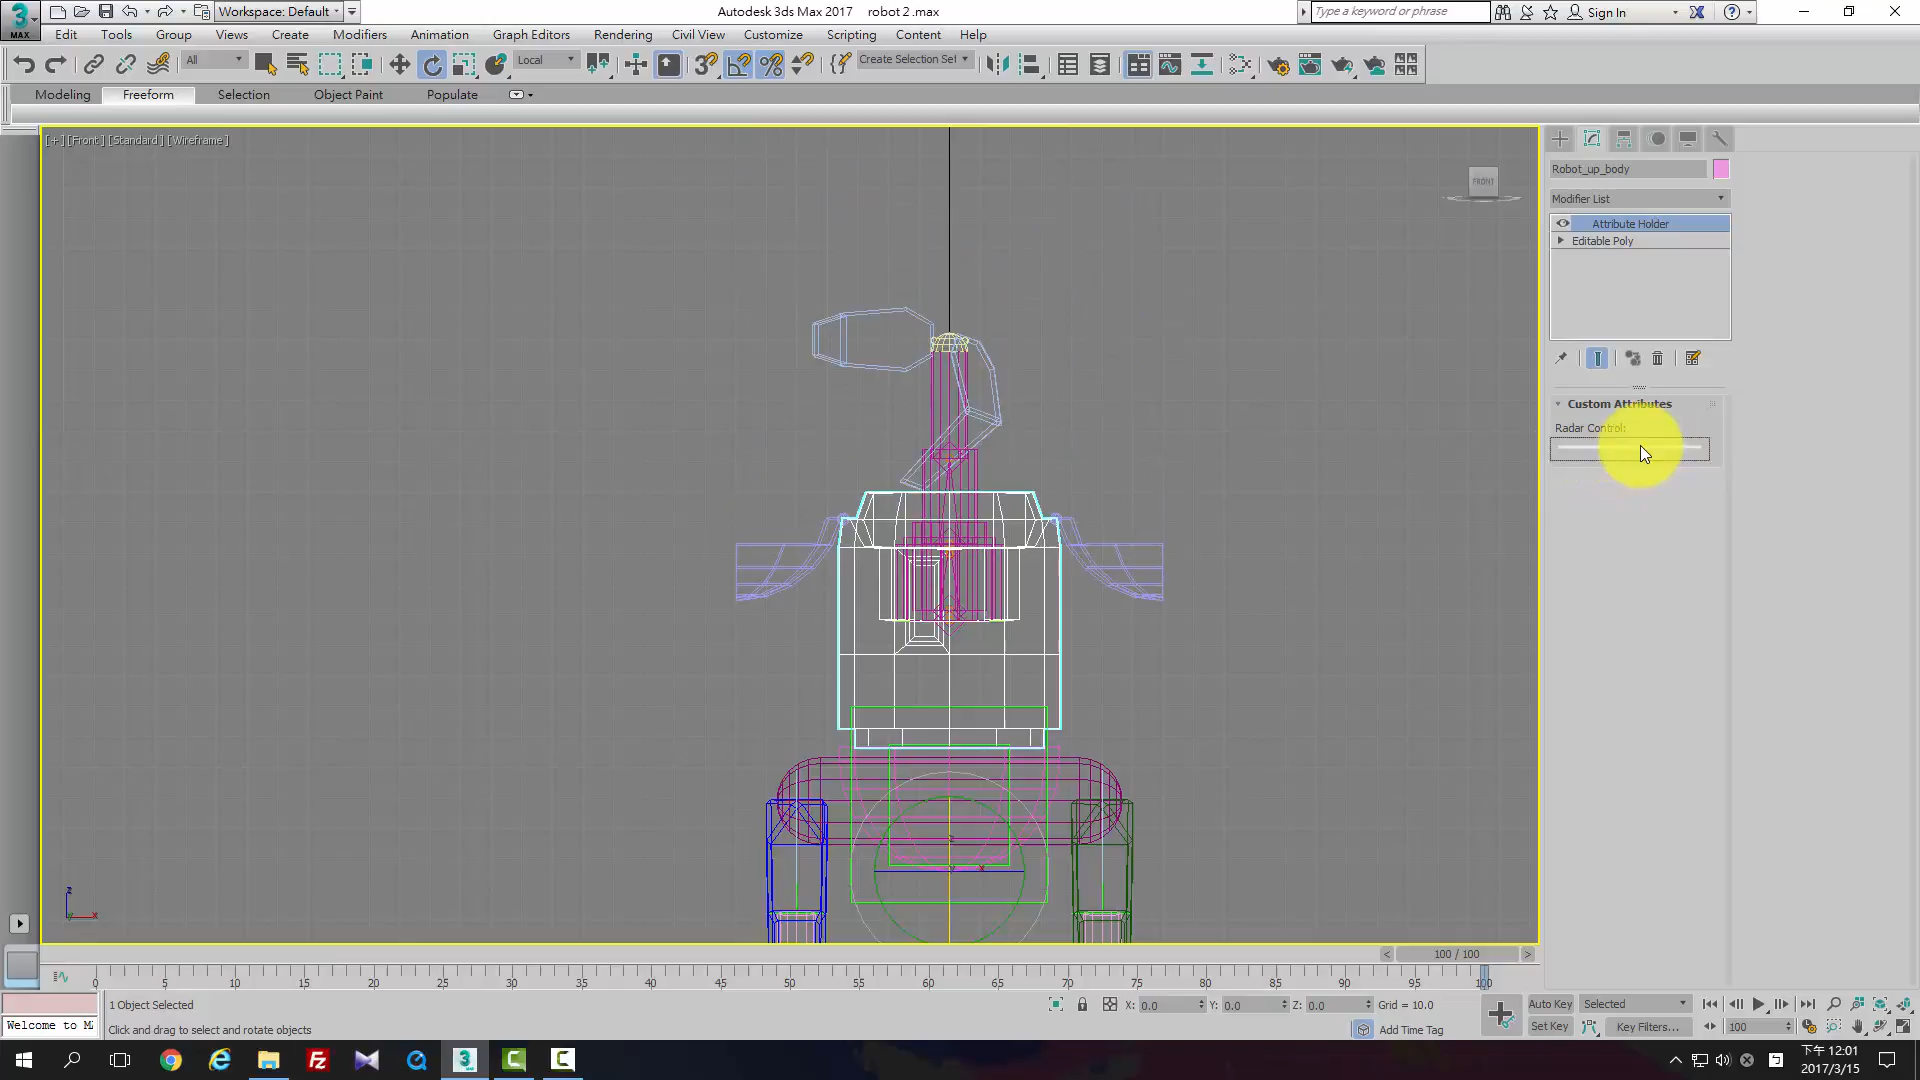 3
MAX
Workspace: Default
Autodesk 3ds Max 2017    robot 2 .max
Type a keyword or phrase
Sign In
Edit Tools Group Views Create Modifiers Animation Graph Editors Rendering Civil View Customize Scripting Content Help
All
Local
3
Create Selection Set
Modeling Freeform Selection Object Paint Populate
[+] [Front] [Standard] [Wireframe]
FRONT
Robot_up_body
Modifier List
Attribute Holder
Editable Poly
Custom Attributes
Radar Control:
z
x
x
< 100 / 100 >
0 5 10 15 20 25 30 35 40 45 50 55 60 65 70 75 80 85 90 95 100
1 Object Selected
X: 0.0 Y: 0.0 Z: 0.0 Grid = 10.0
Auto Key Selected
Welcome to M
Click and drag to select and rotate objects
Add Time Tag
Set Key Key Filters... 100
下午 12:01
2017/3/15